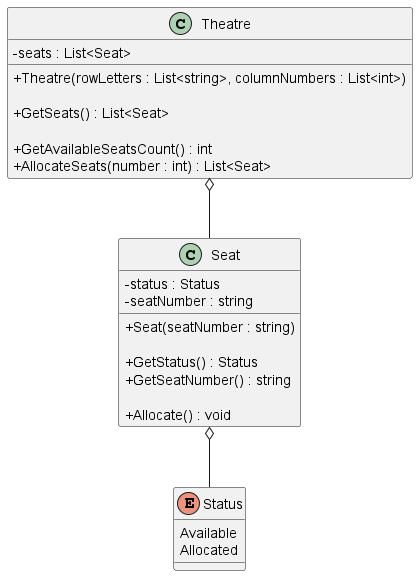 C Theatre
-seats : List<Seat>
+Theatre(rowLetters : List<string>, columnNumbers : List<int>)
+GetSeats() : List<Seat>
+GetAvailableSeatsCount() : int
+AllocateSeats(number : int) : List<Seat>
C Seat
-status : Status
-seatNumber : string
+Seat(seatNumber : string)
+GetStatus() : Status
+GetSeatNumber() : string
+Allocate() : void
E Status
Available
Allocated